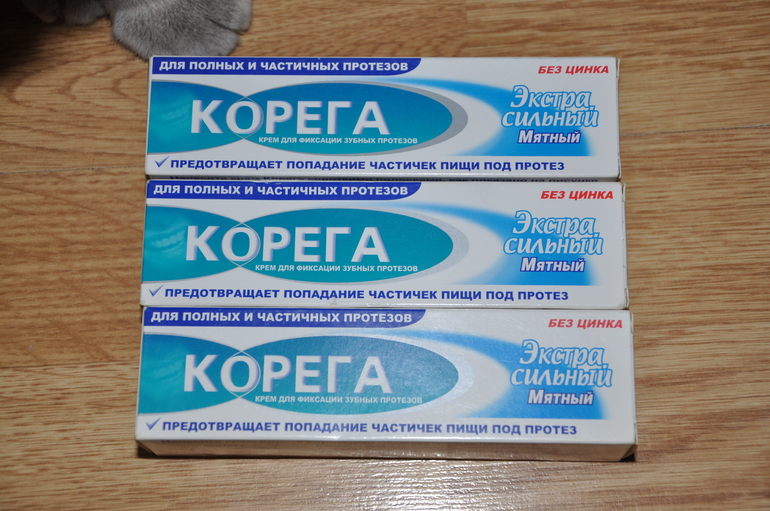 ДЛЯ ПОЛНЫХ И ЧАСТИЧНЫХ ПРОТЕЗОВ
БЕЗ ЦИНКА
КОРЕГА
КРЕМ ДЛЯ ФИКСАЦИИ ЗУБНЫХ ПРОТЕЗОВ
Экстра
сильный
Мятный
ПРЕДОТВРАЩАЕТ ПОПАДАНИЕ ЧАСТИЧЕК ПИЩИ ПОД ПРОТЕЗ
ДЛЯ ПОЛНЫХ И ЧАСТИЧНЫХ ПРОТЕЗОВ
БЕЗ ЦИНКА
КОРЕГА
КРЕМ ДЛЯ ФИКСАЦИИ ЗУБНЫХ ПРОТЕЗОВ
Экстра
сильный
Мятный
ПРЕДОТВРАЩАЕТ ПОПАДАНИЕ ЧАСТИЧЕК ПИЩИ ПОД ПРОТЕЗ
ДЛЯ ПОЛНЫХ И ЧАСТИЧНЫХ ПРОТЕЗОВ
БЕЗ ЦИНКА
КОРЕГА
КРЕМ ДЛЯ ФИКСАЦИИ ЗУБНЫХ ПРОТЕЗОВ
Экстра
сильный
Мятный
ПРЕДОТВРАЩАЕТ ПОПАДАНИЕ ЧАСТИЧЕК ПИЩИ ПОД ПРОТЕЗ